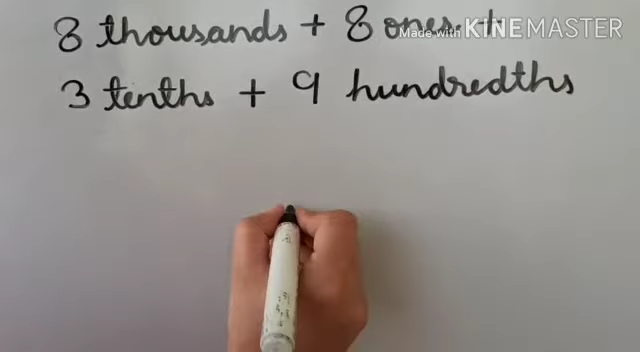 8 thousands + 8 ones +
Made with KINEMASTER
3 tenths + 9 hundredths